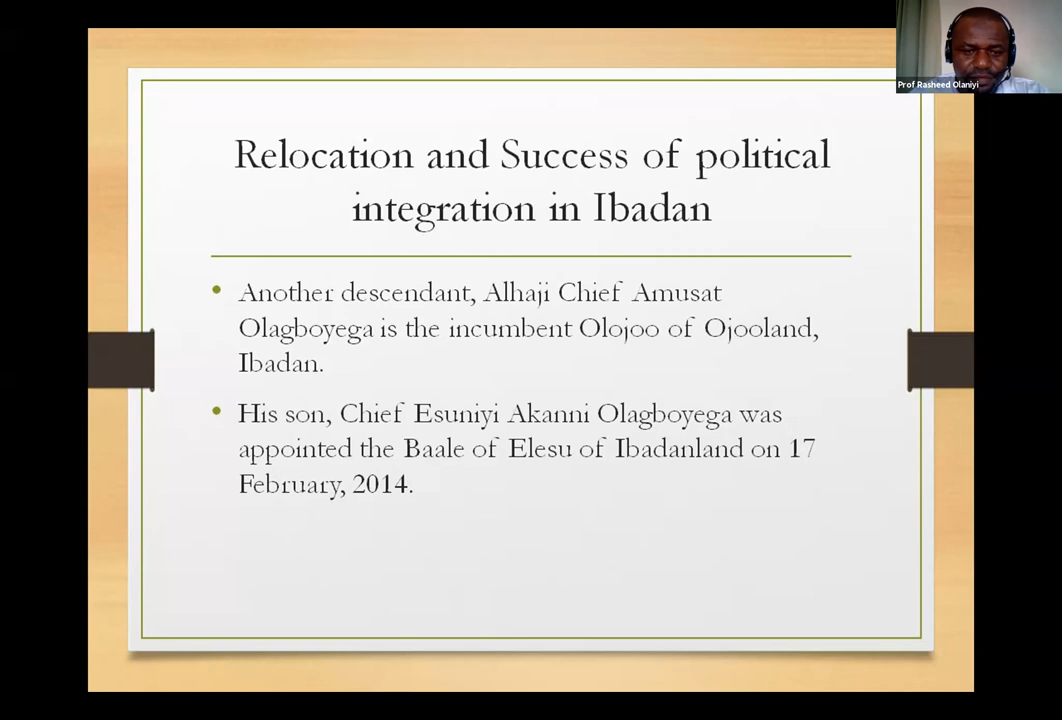 Prof Rasheed Olaniyi
Relocation and Success of political
integration in Ibadan
• Another descendant, Alhaji Chief Amusat
Olagboyega is the incumbent Olojoo of Ojooland,
Ibadan.
• His son, Chief Esuniyi Akanni Olagboyega was
appointed the Baale of Elesu of Ibadanland on 17
February, 2014.